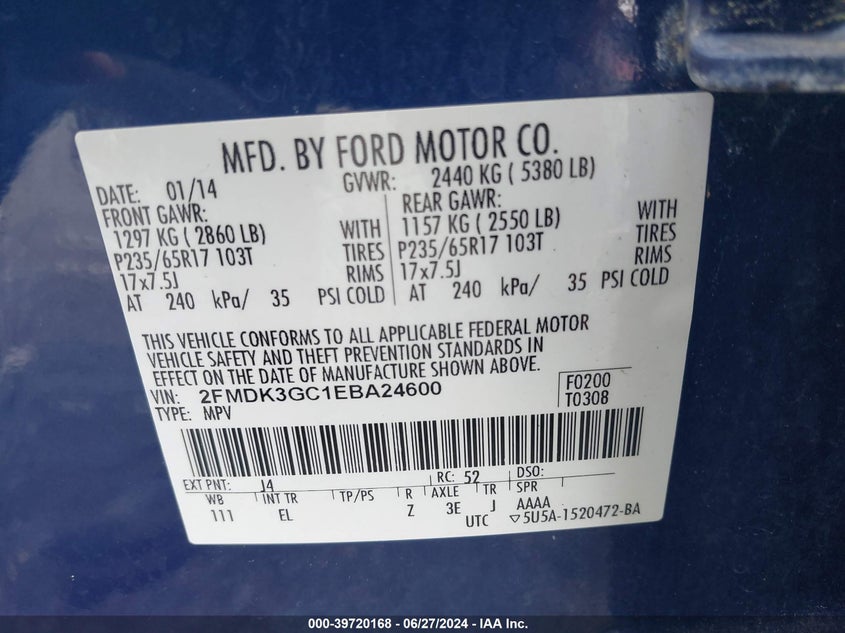 MFD. BY FORD MOTOR CO.
DATE: 01/14 GVWR: 2440 KG ( 5380 LB)
FRONT GAWR: REAR GAWR:
1297 KG ( 2860 LB) WITH 1157 KG ( 2550 LB) WITH
P235/65R17 103T TIRES P235/65R17 103T TIRES
17x7.5J RIMS 17x7.5J RIMS
AT 240 kPa/ 35 PSI COLD AT 240 kPa/ 35 PSI COLD
THIS VEHICLE CONFORMS TO ALL APPLICABLE FEDERAL MOTOR
VEHICLE SAFETY AND THEFT PREVENTION STANDARDS IN
EFFECT ON THE DATE OF MANUFACTURE SHOWN ABOVE.
VIN: 2FMDK3GC1EBA24600 F0200
TYPE: MPV T0308
EXT PNT: J4 RC: 52 DSO:
WB INT TR TP/PS R AXLE TR SPR
111 EL Z 3E J AAAA
UTC ▽5U5A-1520472-BA
000-39720168 - 06/27/2024 - IAA Inc.